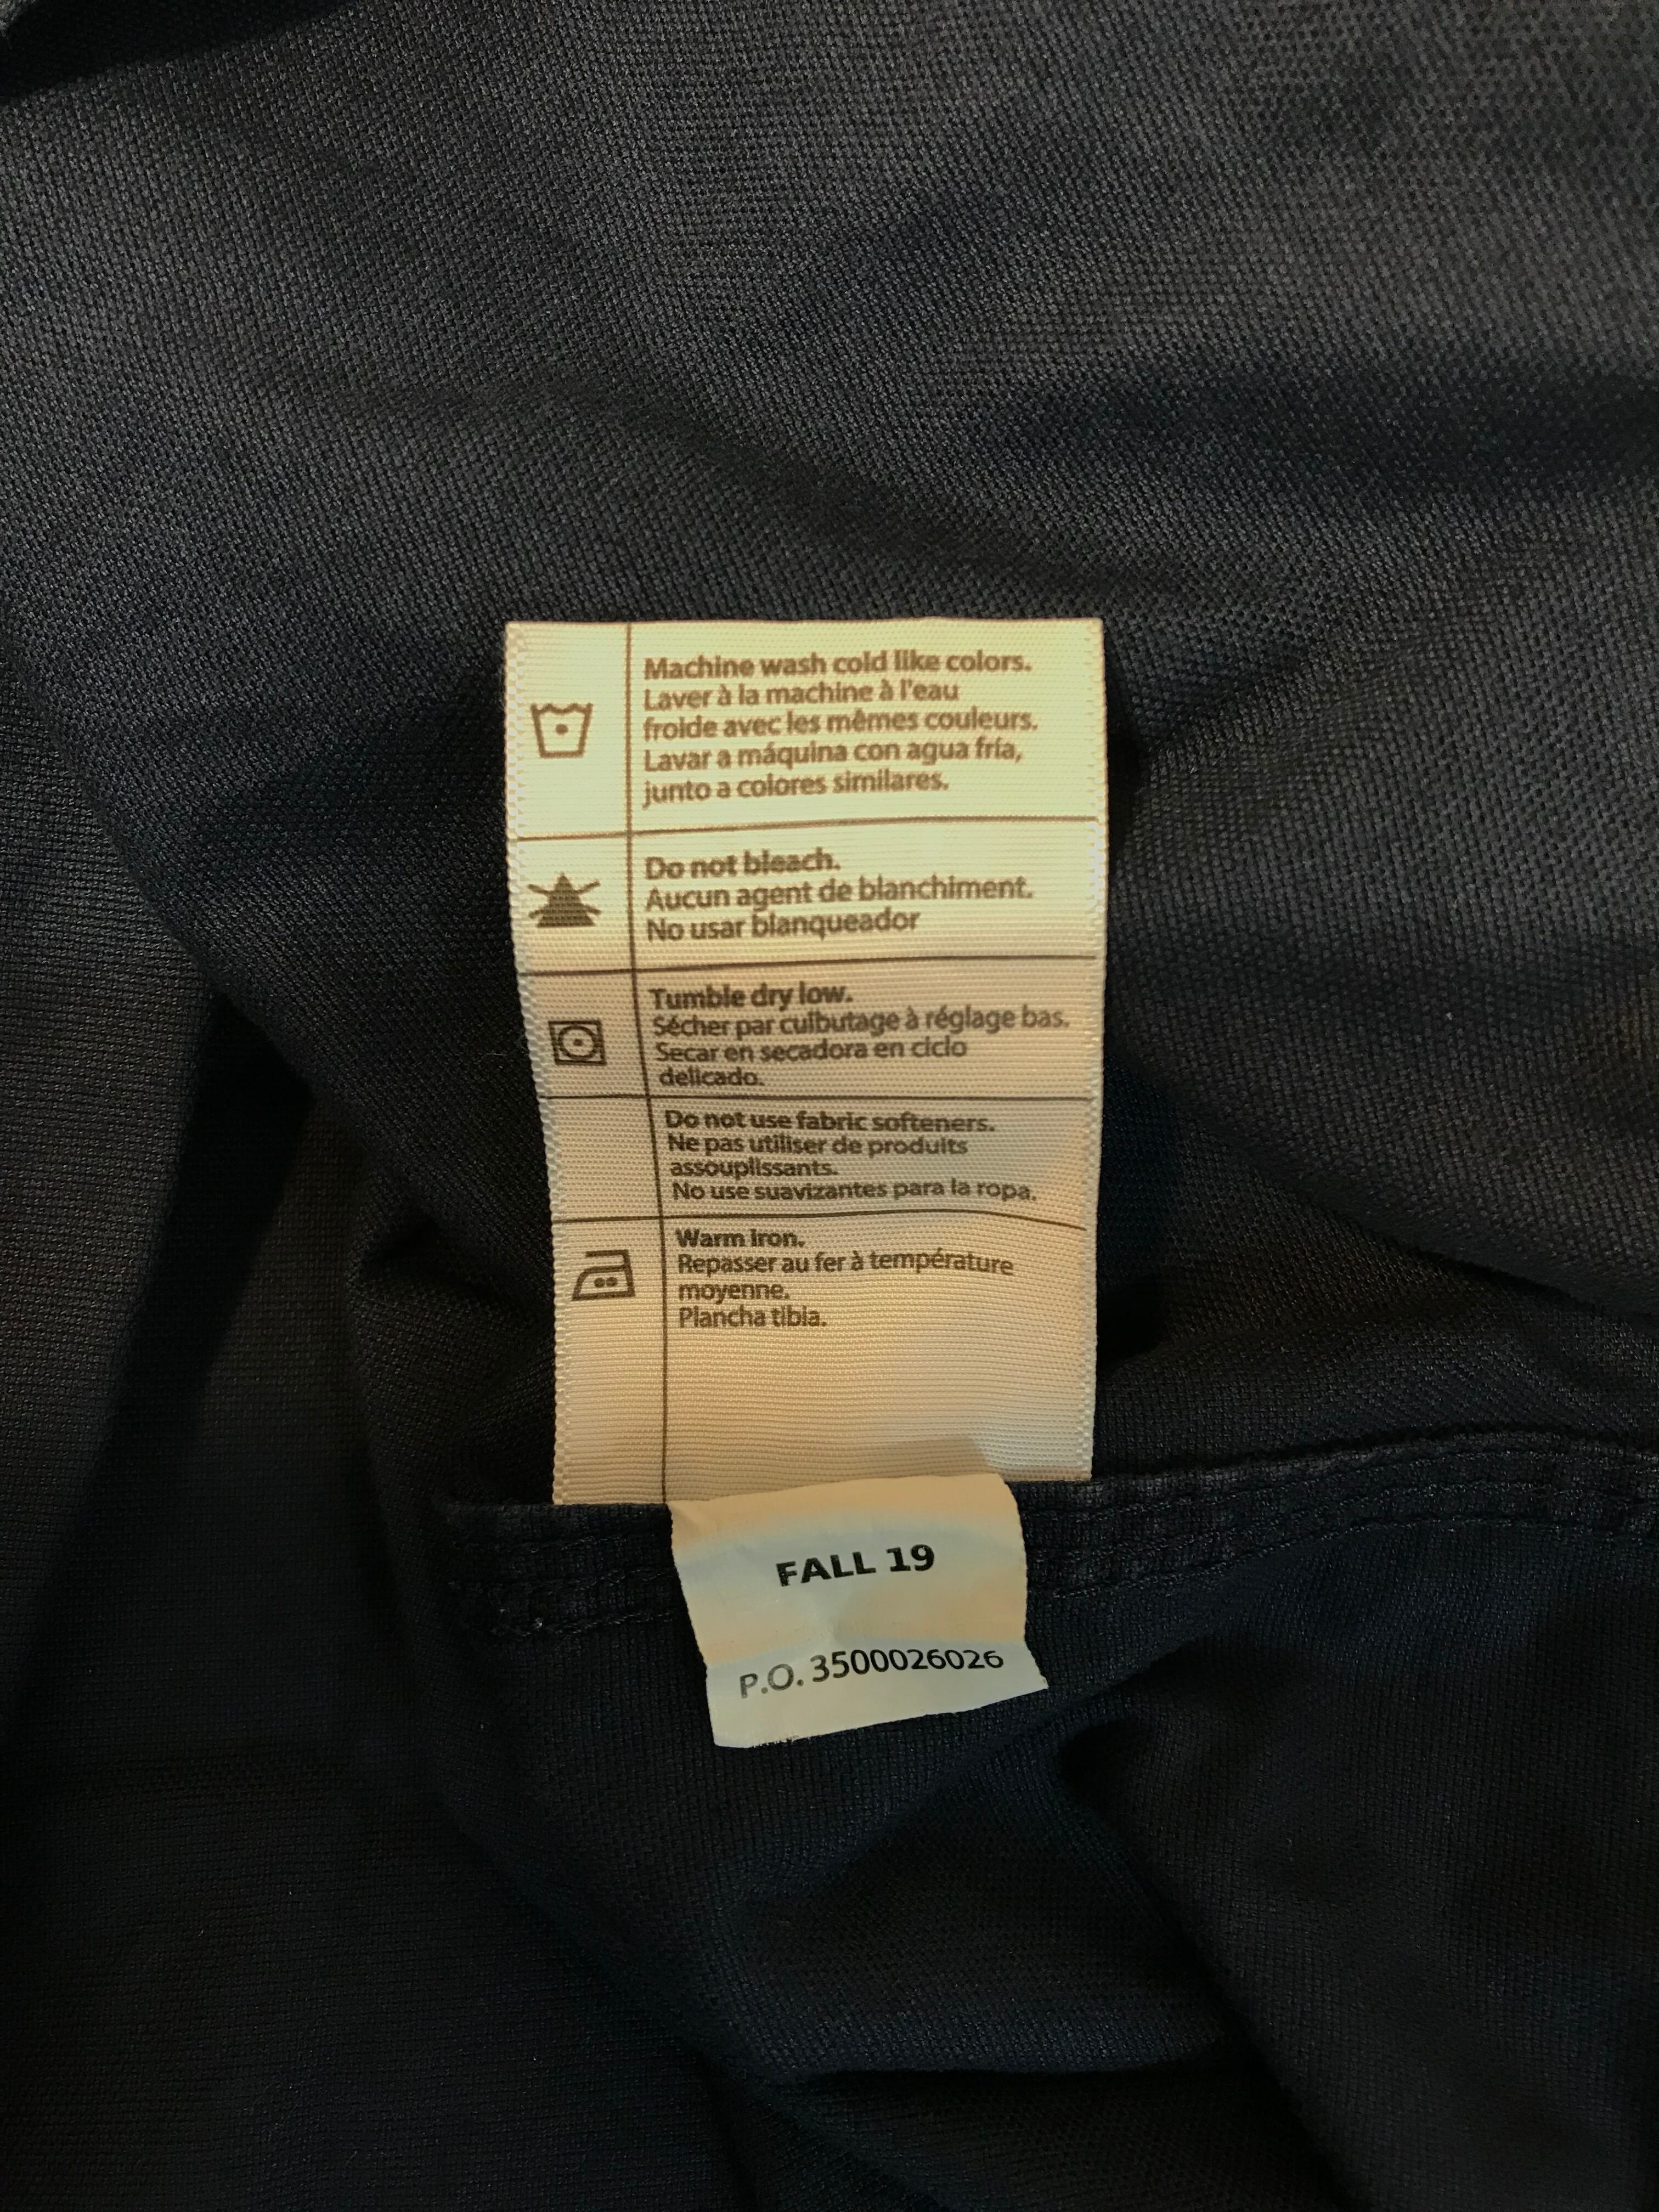 Machine wash cold like colors.
Laver à la machine à l'eau
froide avec les mêmes couleurs.
Lavar a máquina con agua fría,
junto a colores similares.
Do not bleach.
Aucun agent de blanchiment.
No usar blanqueador
Tumble dry low.
Sécher par culbutage à réglage bas.
Secar en secadora en ciclo
delicado.
Do not use fabric softeners.
Ne pas utiliser de produits
assouplissants.
No use suavizantes para la ropa.
Warm iron.
Repasser au fer à température
moyenne.
Plancha tibia.
FALL 19
P.O. 3500026026